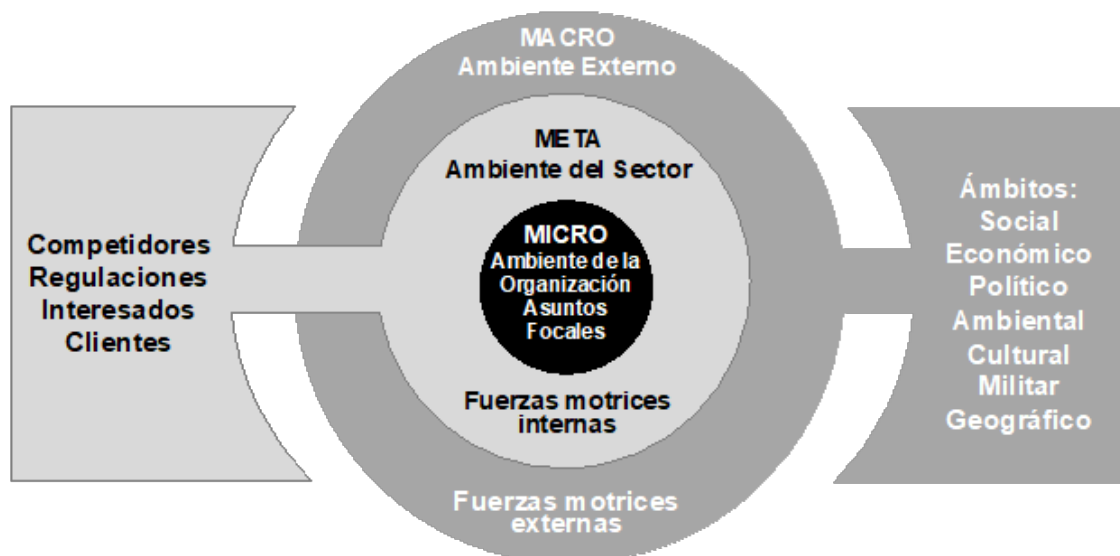 MACRO
Ambiente Externo
META
Ambiente del Sector
MICRO
Ambiente de la
Organización
Asuntos
Focales
Fuerzas motrices
internas
Fuerzas motrices
externas
Competidores
Regulaciones
Interesados
Clientes
Ámbitos:
Social
Económico
Político
Ambiental
Cultural
Militar
Geográfico